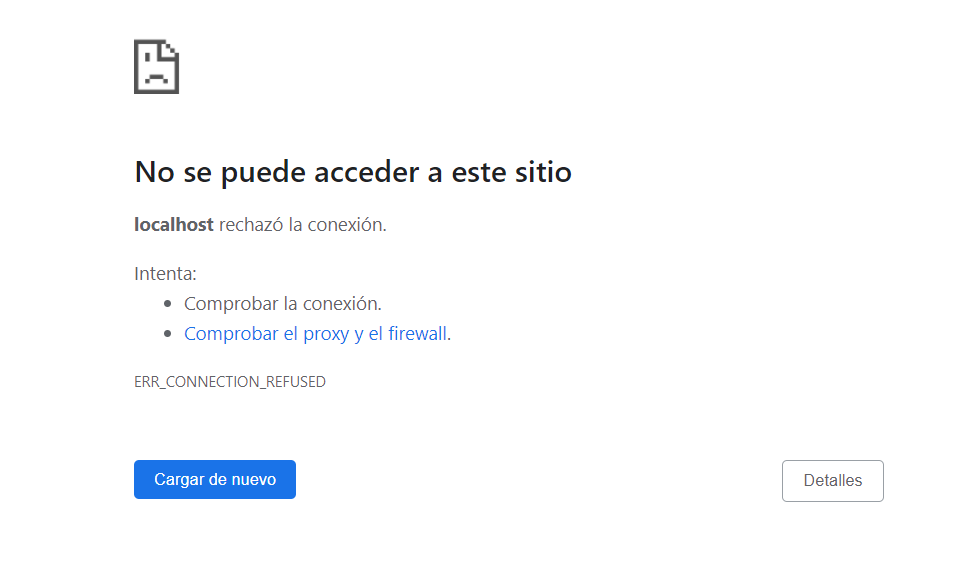 No se puede acceder a este sitio
localhost rechazó la conexión.
Intenta:
Comprobar la conexión.
Comprobar el proxy y el firewall.
ERR_CONNECTION_REFUSED
Cargar de nuevo
Detalles